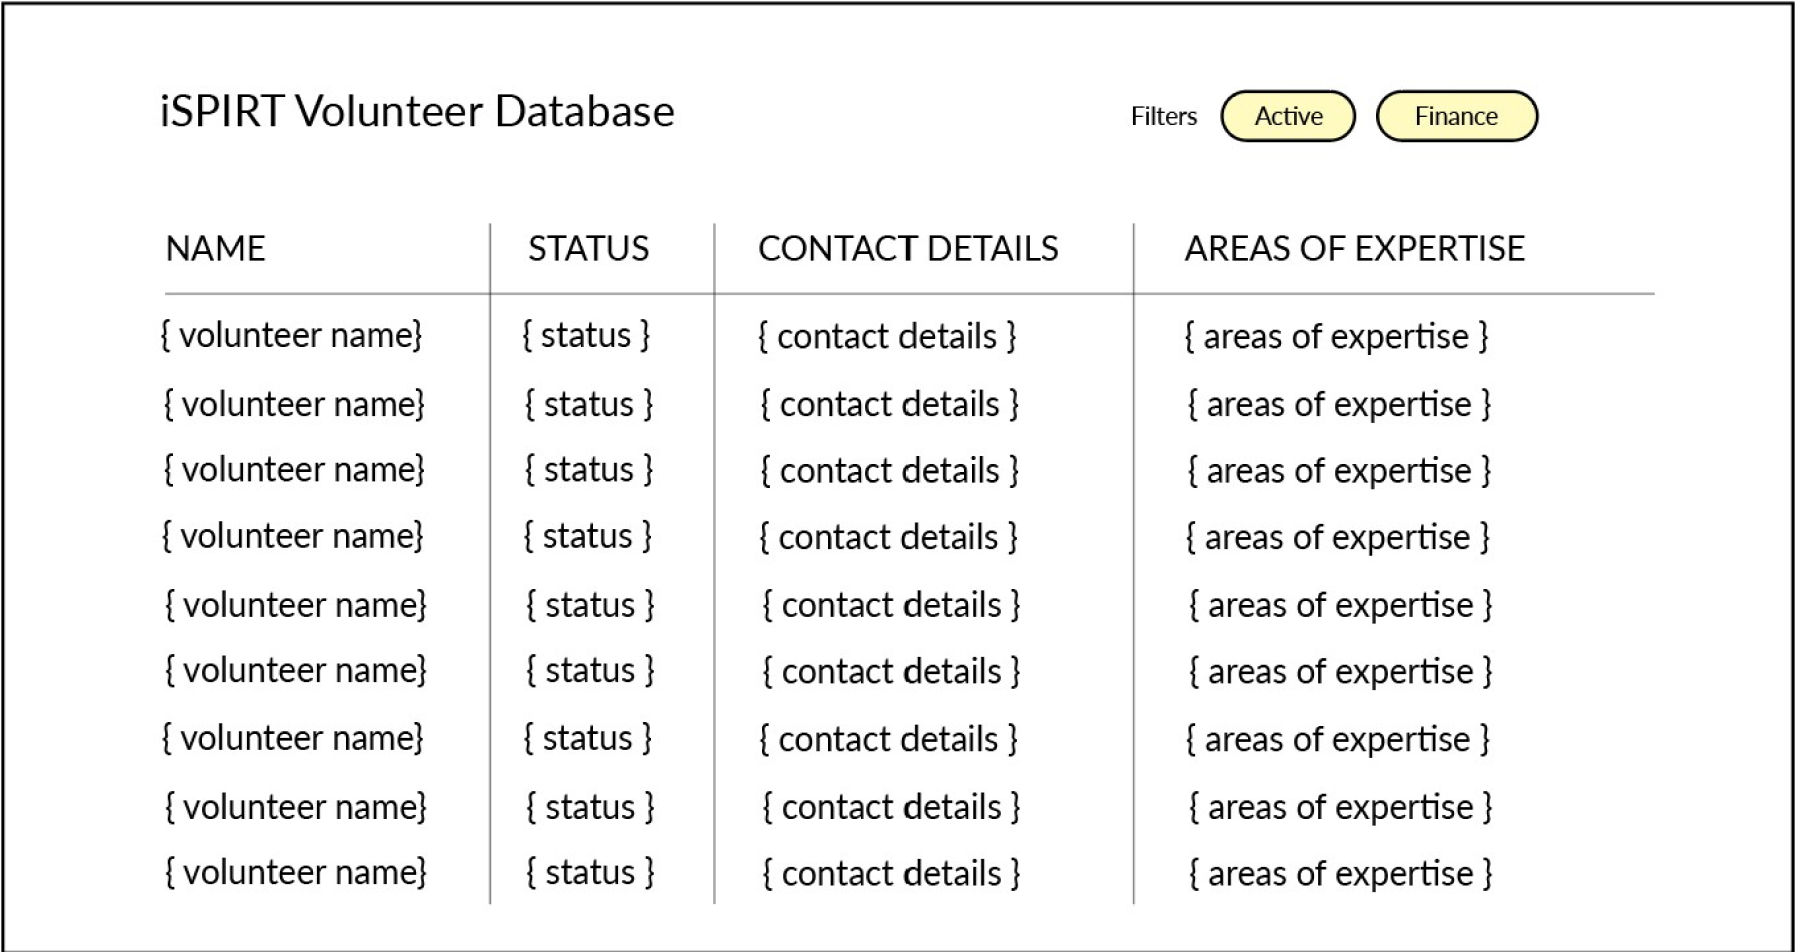 iSPIRT Volunteer Database
Filters Active Finance
NAME STATUS CONTACT DETAILS AREAS OF EXPERTISE
{ volunteer name} { status } { contact details } { areas of expertise }
{ volunteer name} { status } { contact details } { areas of expertise }
{ volunteer name} { status } { contact details } { areas of expertise }
{ volunteer name} { status } { contact details } { areas of expertise }
{ volunteer name} { status } { contact details } { areas of expertise }
{ volunteer name} { status } { contact details } { areas of expertise }
{ volunteer name} { status } { contact details } { areas of expertise }
{ volunteer name} { status } { contact details } { areas of expertise }
{ volunteer name} { status } { contact details } { areas of expertise }